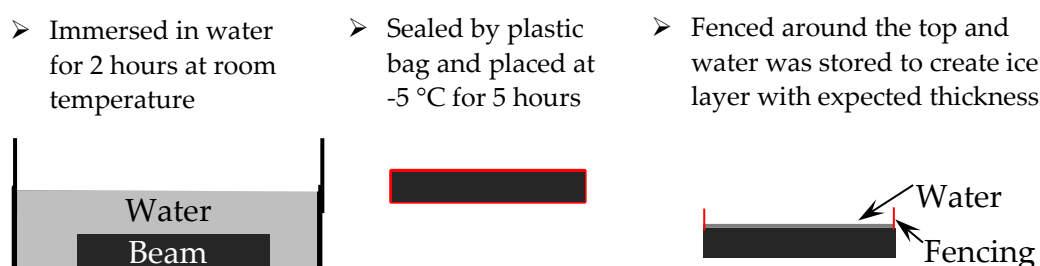 ➢ Immersed in water
for 2 hours at room
temperature
➢ Sealed by plastic
bag and placed at
-5 °C for 5 hours
➢ Fenced around the top and
water was stored to create ice
layer with expected thickness
Water
Beam
Water
Fencing